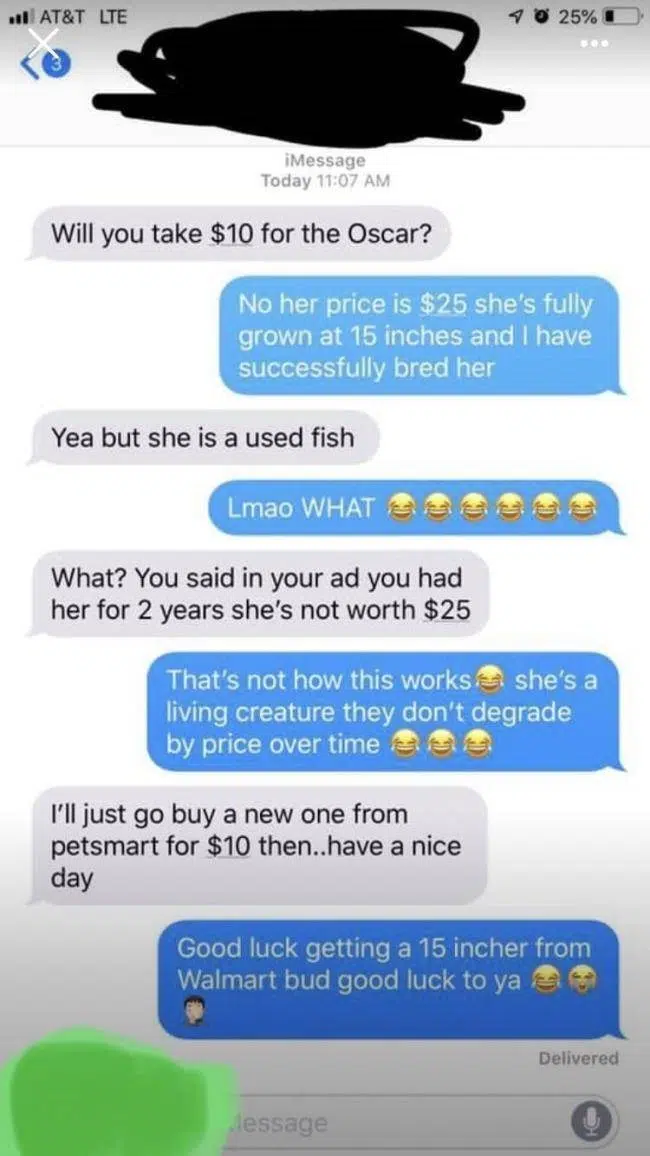 AT&T LTE 25%
3
iMessage
Today 11:07 AM
Will you take $10 for the Oscar?
No her price is $25 she's fully
grown at 15 inches and I have
successfully bred her
Yea but she is a used fish
Lmao WHAT 😂😂😂😂😂😂
What? You said in your ad you had
her for 2 years she's not worth $25
That's not how this works😂 she's a
living creature they don't degrade
by price over time 😂😂😂
I'll just go buy a new one from
petsmart for $10 then..have a nice
day
Good luck getting a 15 incher from
Walmart bud good luck to ya 😂😭
🤦🏻‍♂️
Delivered